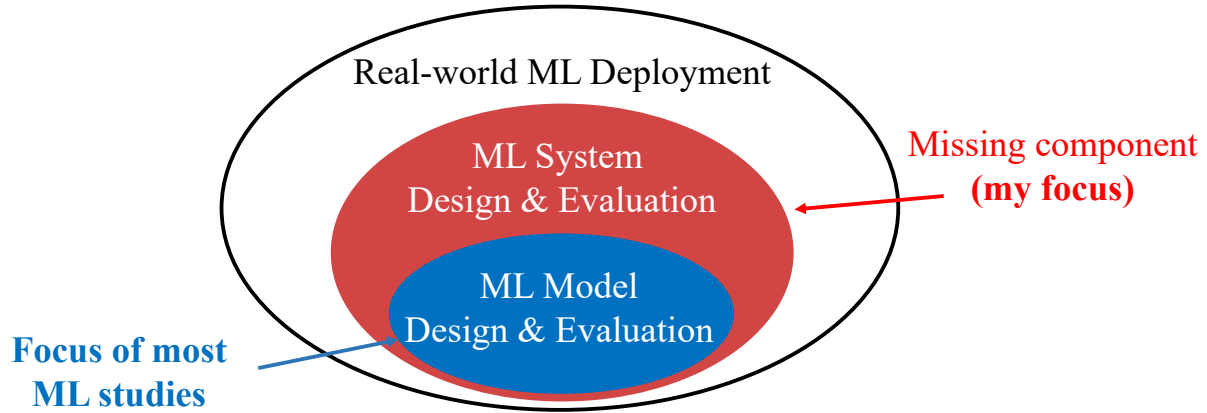 Real-world ML Deployment
ML System
Design & Evaluation
Missing component
(my focus)
ML Model
Design & Evaluation
Focus of most
ML studies